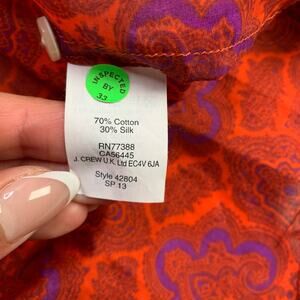 INSPECTED
BY
33
70% Cotton
30% Silk
RN77388
CA56445
J. CREW U.K. Ltd EC4V 6JA
Style 42804
SP 13